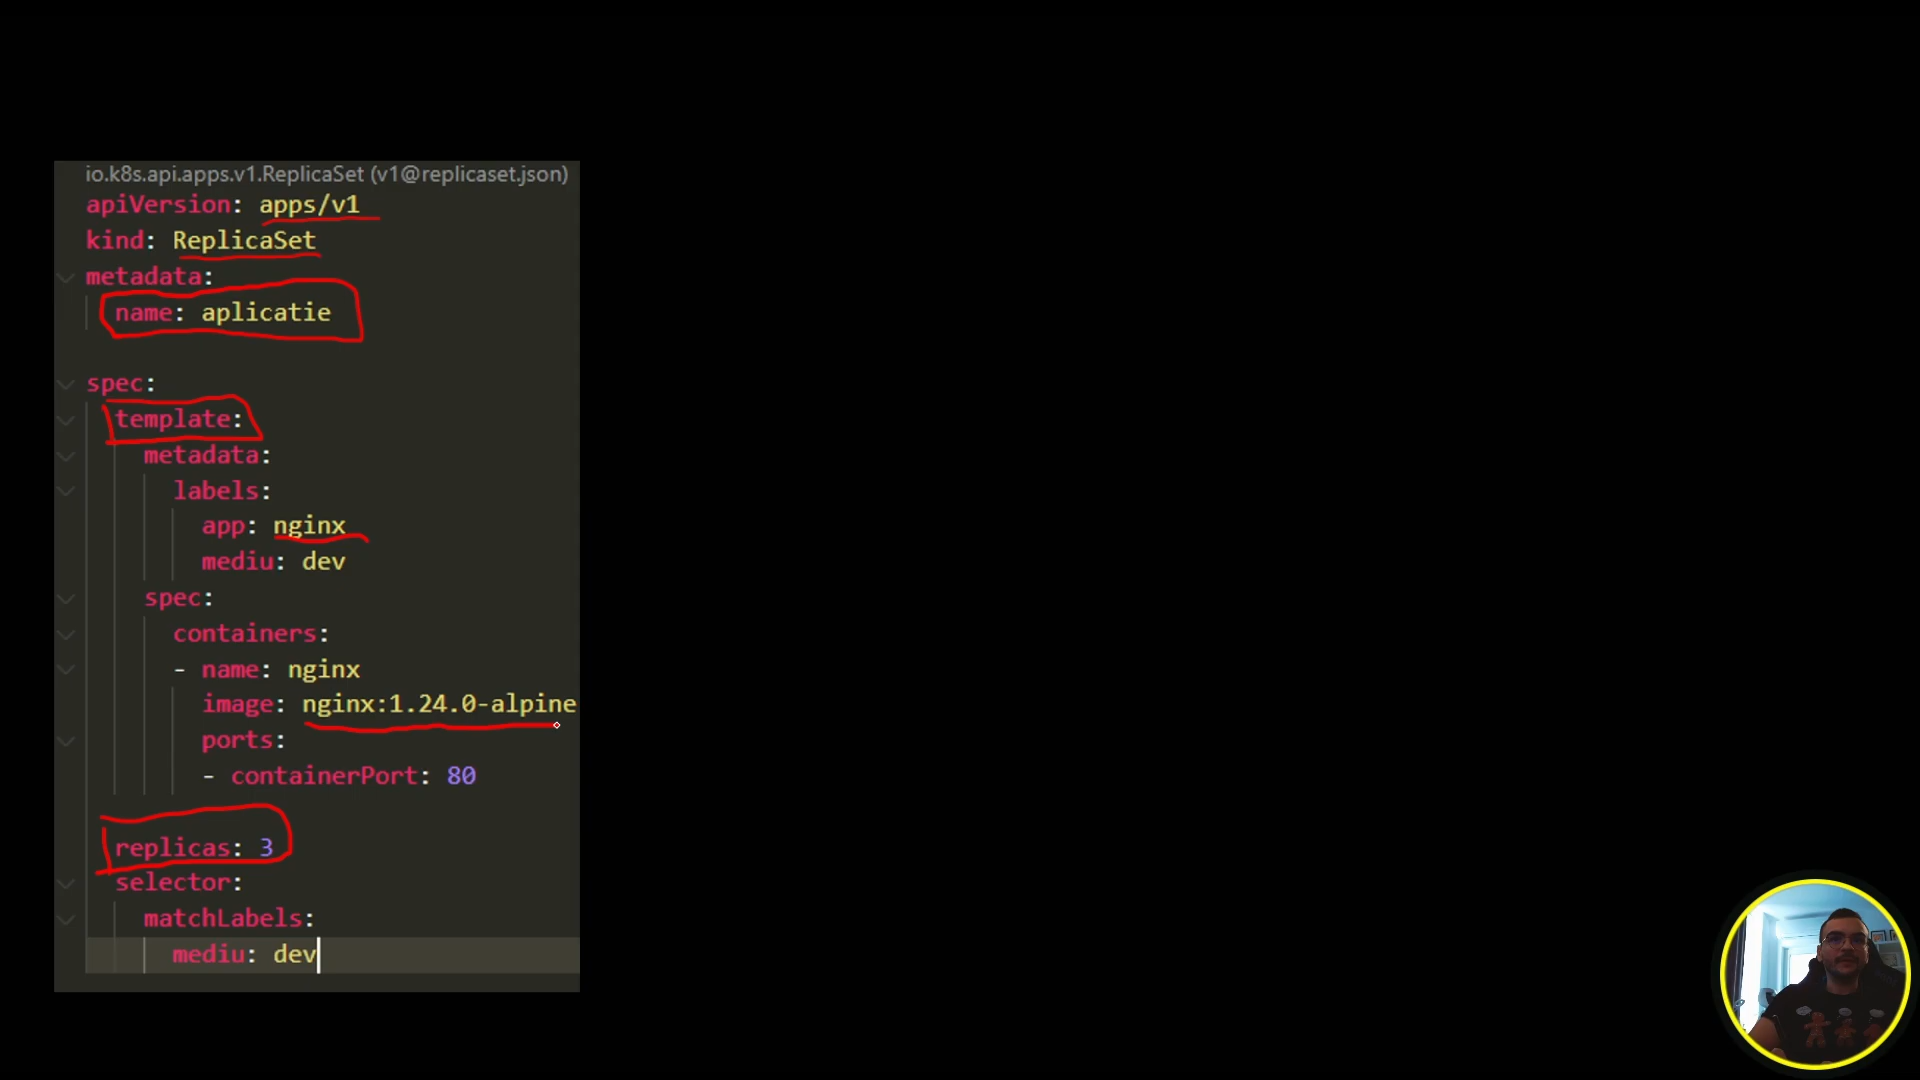 io.k8s.api.apps.v1.ReplicaSet (v1@replicaset.json)
apiVersion: apps/v1
kind: ReplicaSet
metadata:
  name: aplicatie
spec:
  template:
    metadata:
      labels:
        app: nginx
        mediu: dev
    spec:
      containers:
      - name: nginx
        image: nginx:1.24.0-alpine
        ports:
        - containerPort: 80
  replicas: 3
  selector:
    matchLabels:
      mediu: dev